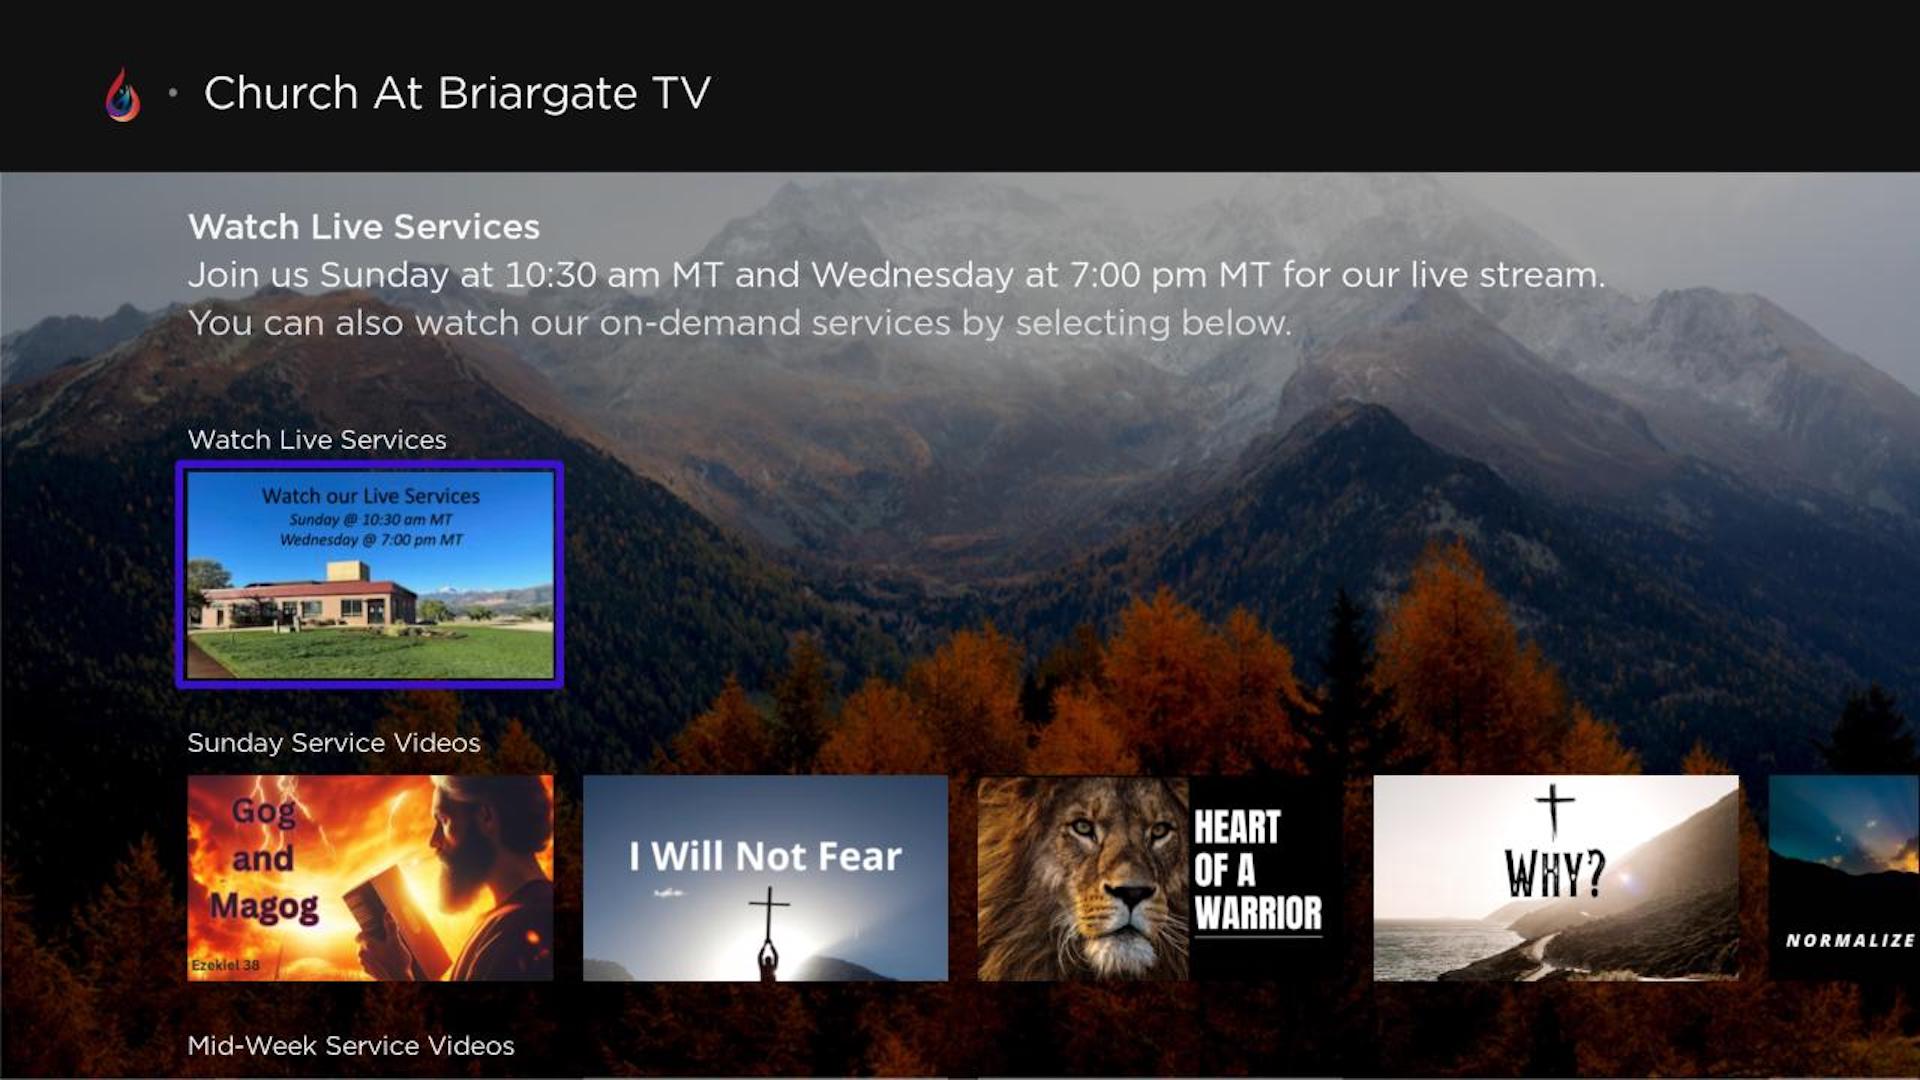 Church At Briargate TV
Watch Live Services
Join us Sunday at 10:30 am MT and Wednesday at 7:00 pm MT for our live stream.
You can also watch our on-demand services by selecting below.
Watch Live Services
Watch our Live Services
Sunday @ 10:30 am MT
Wednesday @ 7:00 pm MT
Sunday Service Videos
Gog
and
Magog
Ezekiel 38
I Will Not Fear
HEART
OF A
WARRIOR
WHY?
NORMALIZE
Mid-Week Service Videos